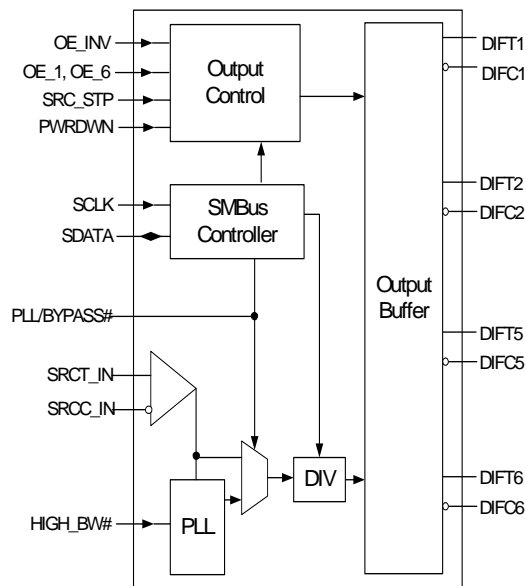 OE_INV
OE_1, OE_6
SRC_STP
PWRDWN
Output
Control
SCLK
SDATA
SMBus
Controller
PLL/BYPASS#
SRCT_IN
SRCC_IN
HIGH_BW#
PLL
DIV
Output
Buffer
DIFT1
DIFC1
DIFT2
DIFC2
DIFT5
DIFC5
DIFT6
DIFC6